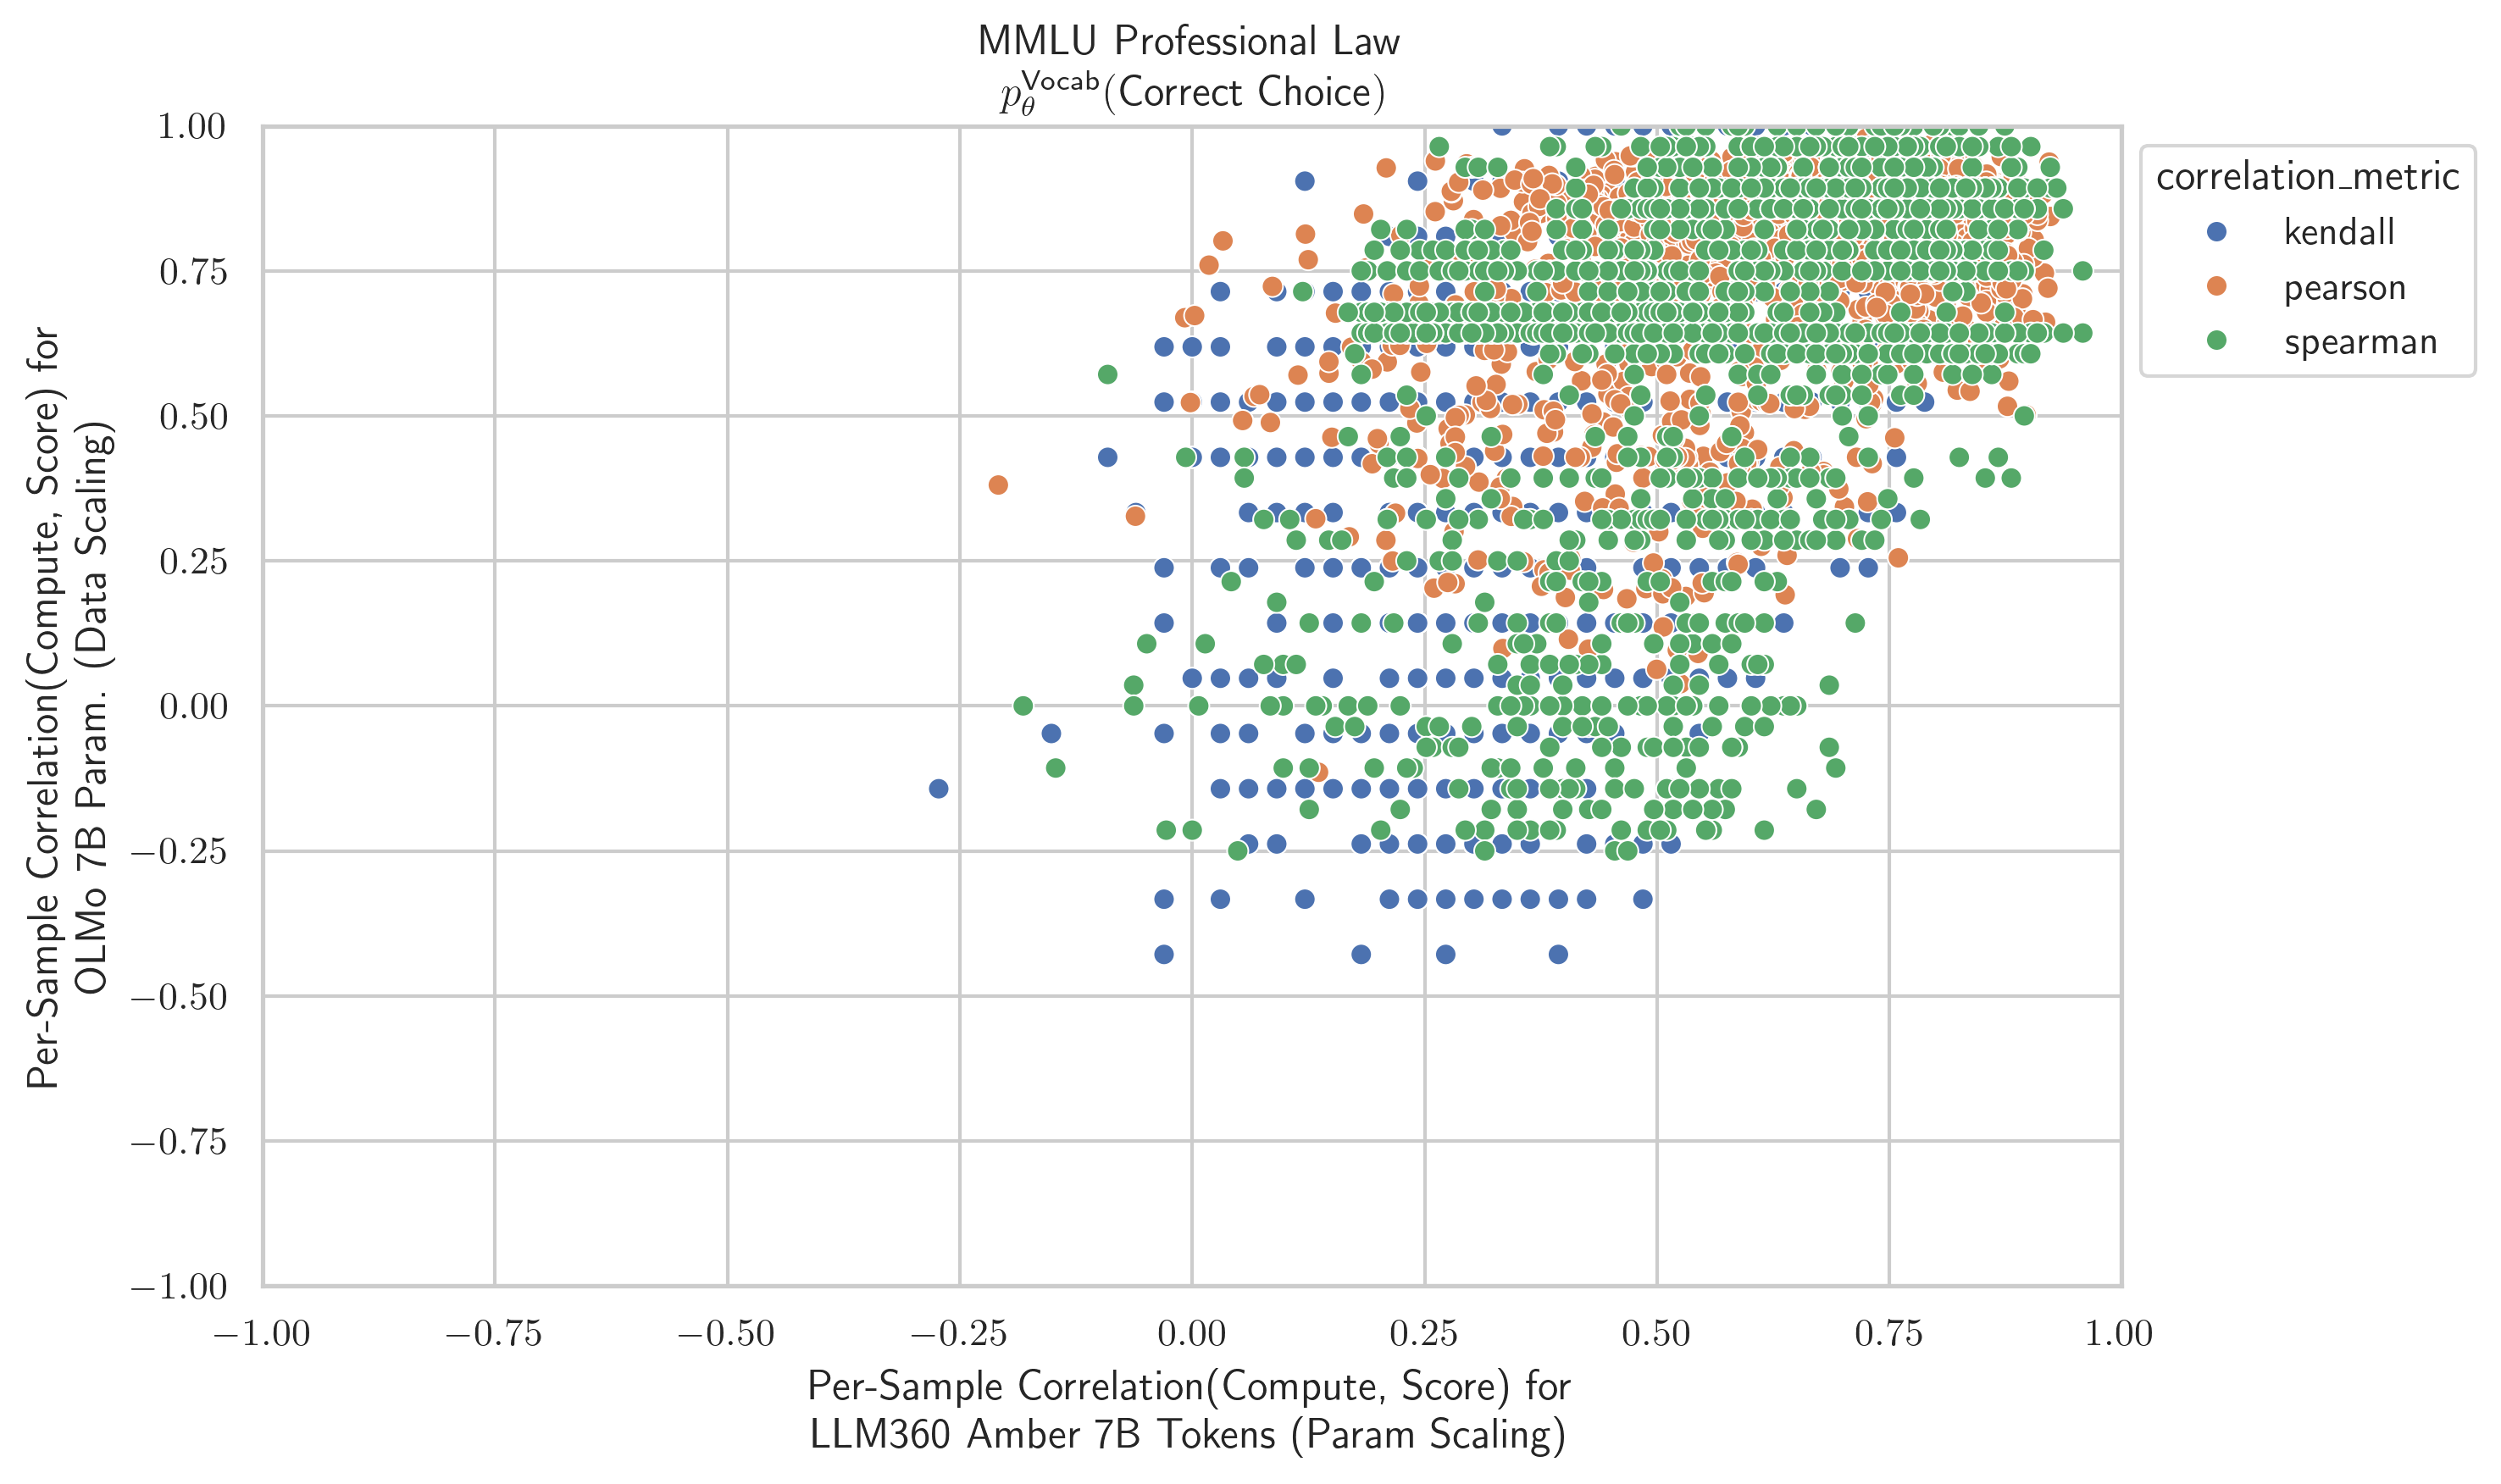 MMLU Professional Law
p_θ^Vocab(Correct Choice)
Per-Sample Correlation(Compute, Score) for
OLMo 7B Param. (Data Scaling)
1.00
0.75
0.50
0.25
0.00
−0.25
−0.50
−0.75
−1.00
−1.00
−0.75
−0.50
−0.25
0.00
0.25
0.50
0.75
1.00
Per-Sample Correlation(Compute, Score) for
LLM360 Amber 7B Tokens (Param Scaling)
correlation_metric
kendall
pearson
spearman